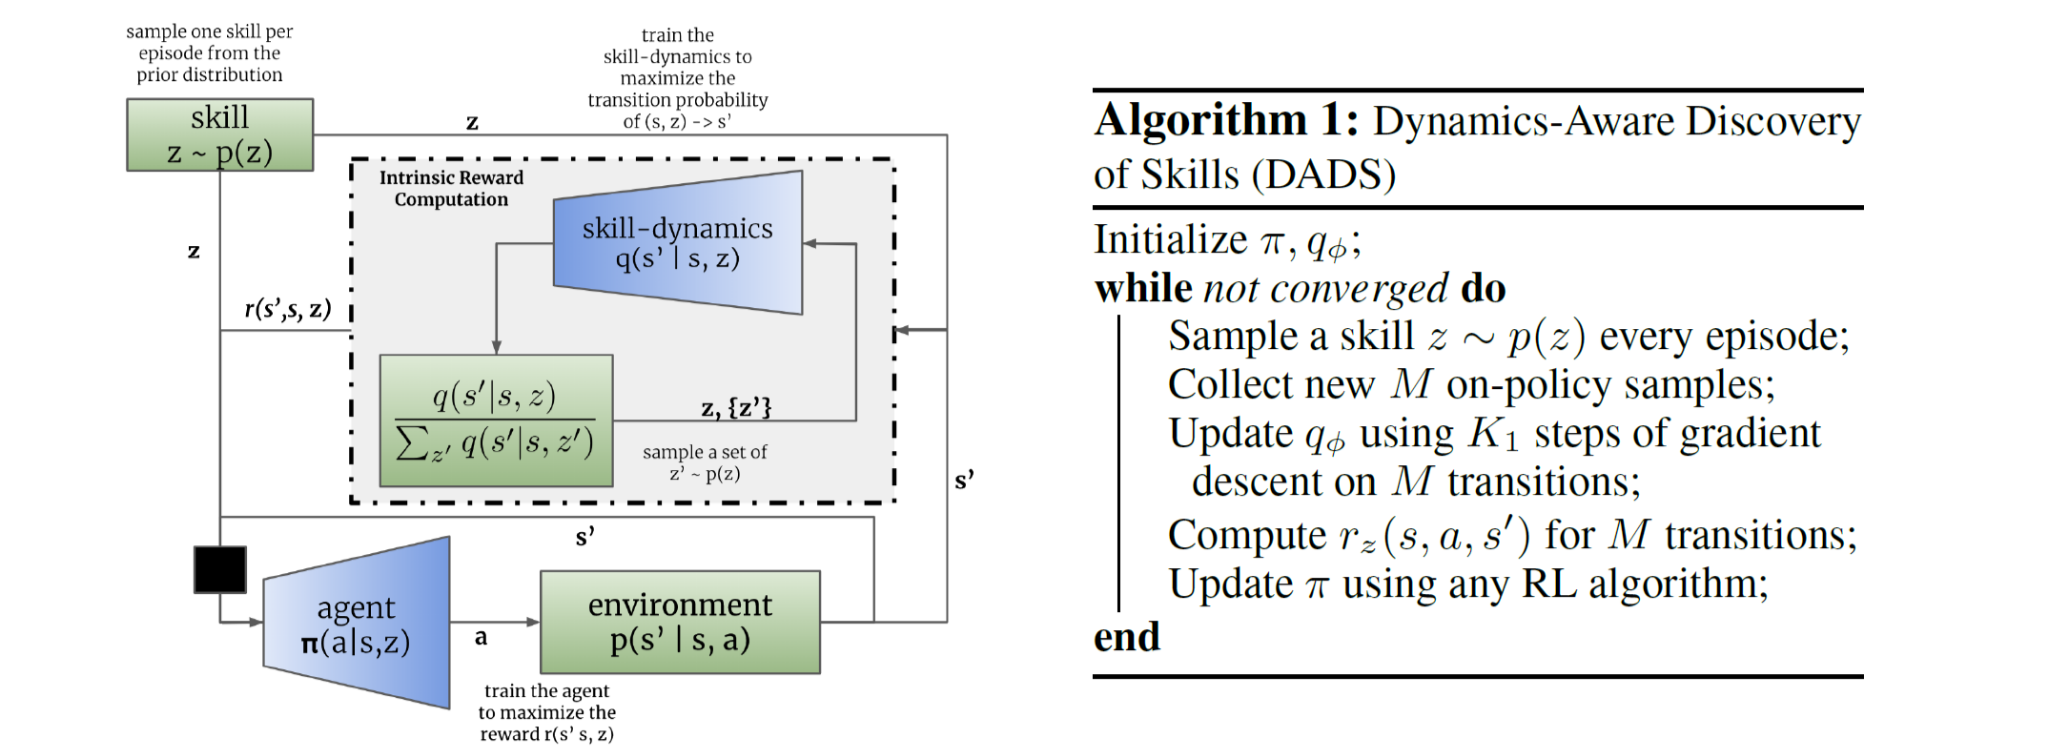 sample one skill per
episode from the
prior distribution
skill
z ~ p(z)
z
train the
skill-dynamics to
maximize the
transition probability
of (s, z) -> s'
Intrinsic Reward
Computation
skill-dynamics
q(s' | s, z)
z
r(s',s, z)
q(s'|s, z)
∑z' q(s'|s, z')
z, {z'}
sample a set of
z' ~ p(z)
s'
s'
agent
π(a|s,z)
a
environment
p(s' | s, a)
train the agent
to maximize the
reward r(s' s, z)
Algorithm 1: Dynamics-Aware Discovery
of Skills (DADS)
Initialize π, qϕ;
while not converged do
Sample a skill z ∼ p(z) every episode;
Collect new M on-policy samples;
Update qϕ using K₁ steps of gradient
descent on M transitions;
Compute rz(s, a, s′) for M transitions;
Update π using any RL algorithm;
end